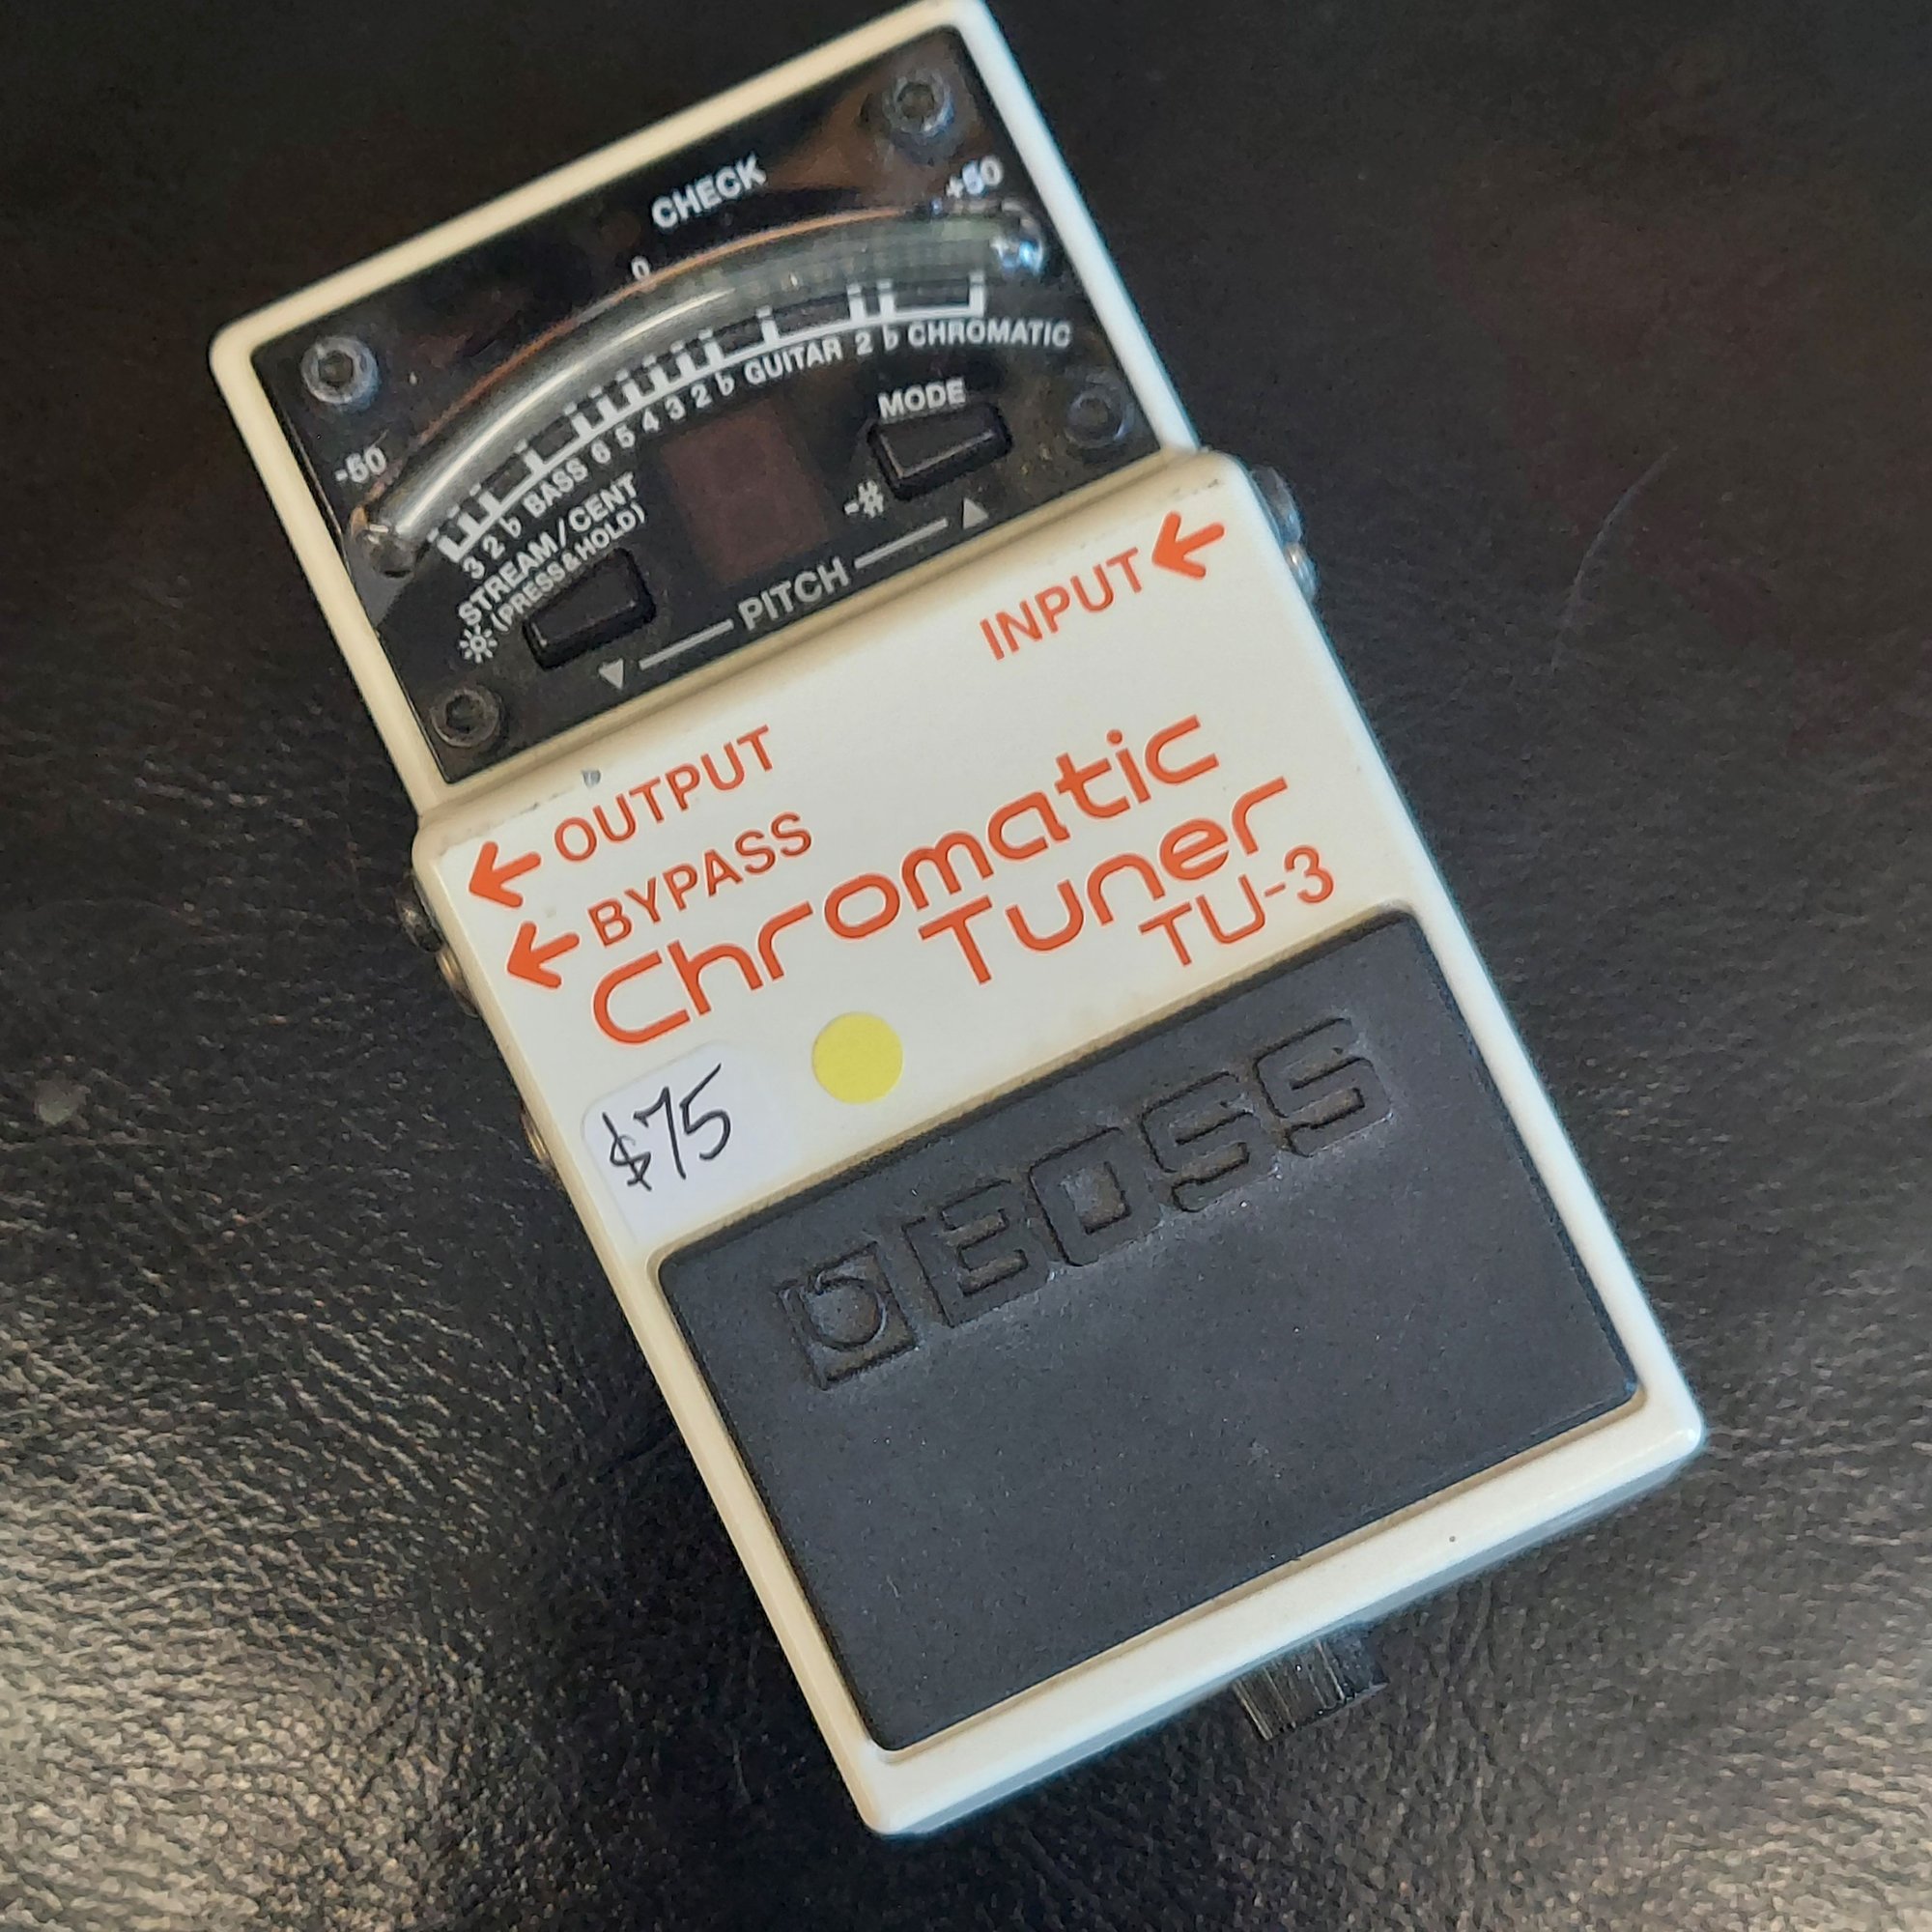 CHECK
-50 0 +50
3 2 ♭ BASS 6 5 4 3 2 ♭ GUITAR 2 ♭ CHROMATIC
STREAM/CENT
(PRESS&HOLD)
MODE
-#
PITCH
INPUT
OUTPUT
BYPASS
Chromatic
Tuner
TU-3
$75
BOSS